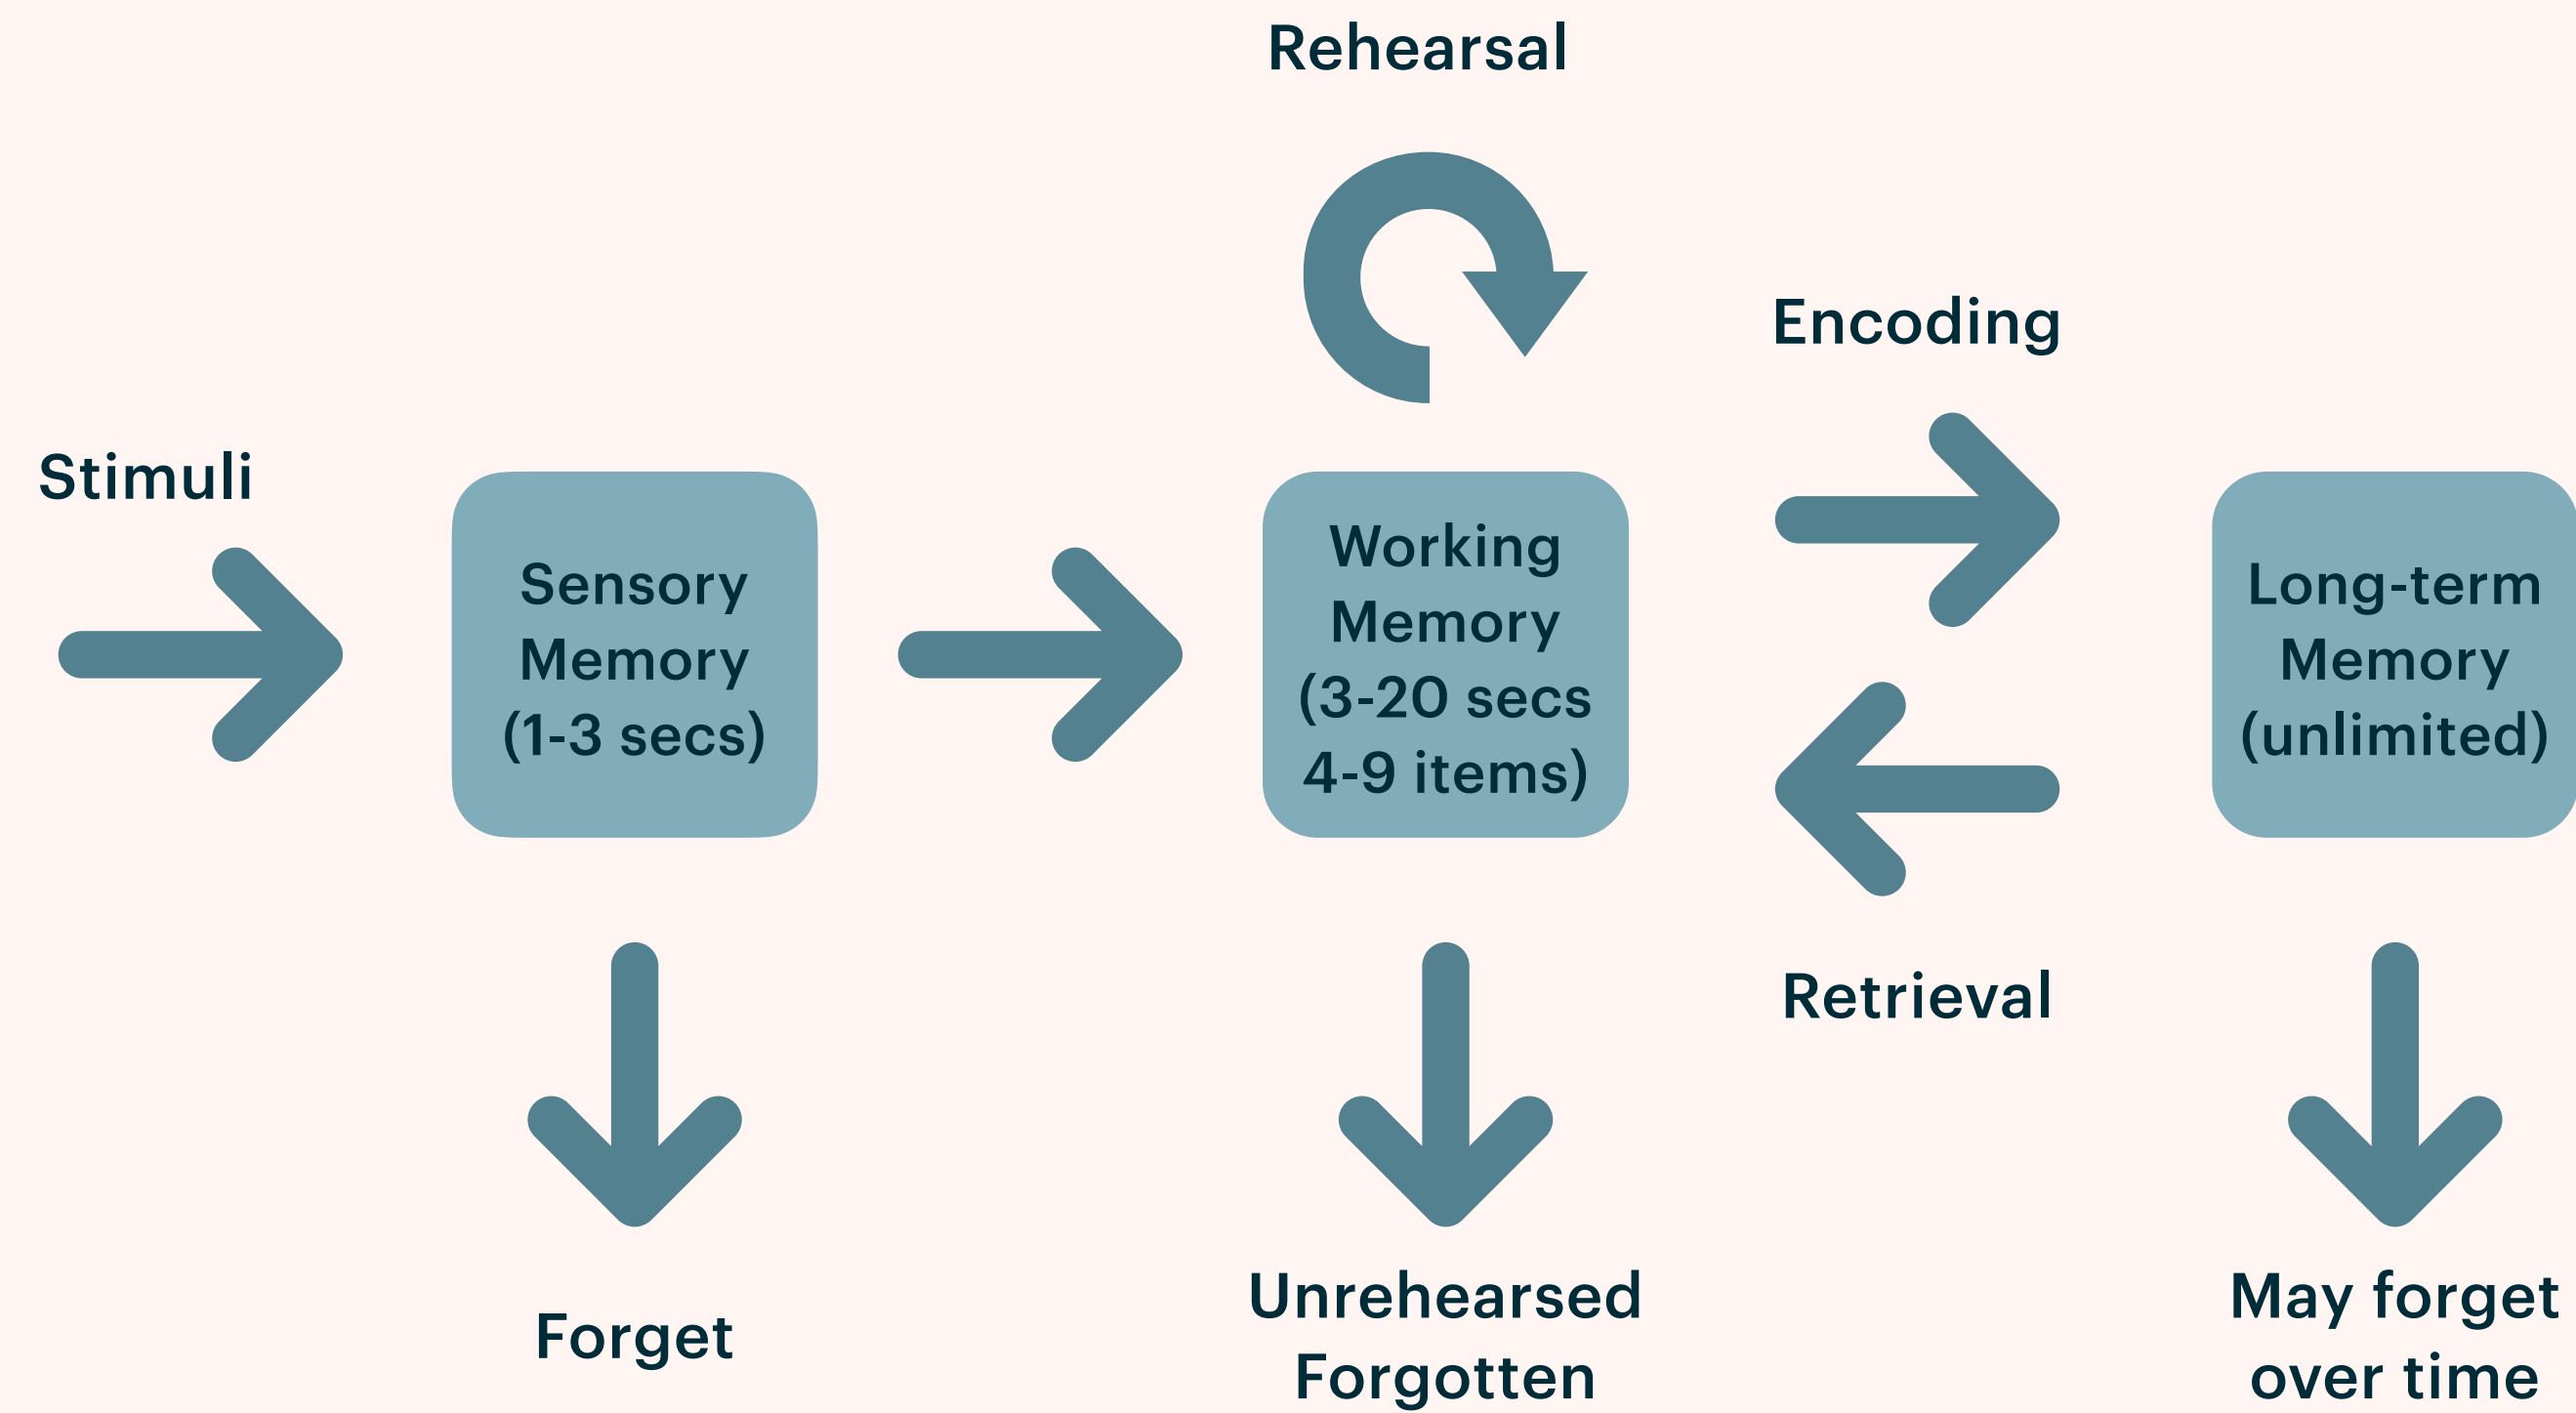 Rehearsal
Encoding
Stimuli
Sensory
Memory
(1-3 secs)
Working
Memory
(3-20 secs
4-9 items)
Long-term
Memory
(unlimited)
Retrieval
Forget
Unrehearsed
Forgotten
May forget
over time